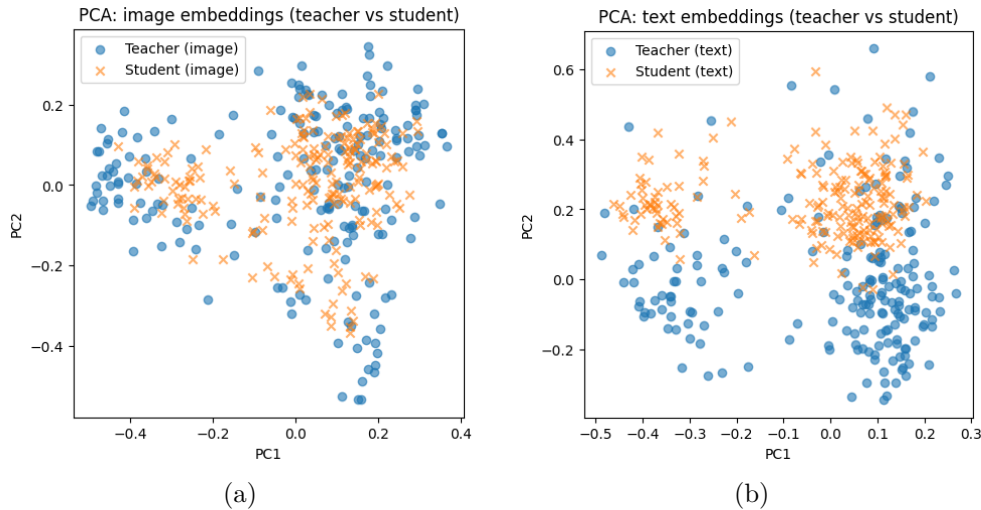 PCA: image embeddings (teacher vs student)
Teacher (image)
Student (image)
0.2
0.0
−0.2
−0.4
PC2
−0.4
−0.2
0.0
0.2
0.4
PC1
(a)
PCA: text embeddings (teacher vs student)
Teacher (text)
Student (text)
0.6
0.4
0.2
0.0
−0.2
PC2
−0.5
−0.4
−0.3
−0.2
−0.1
0.0
0.1
0.2
0.3
PC1
(b)